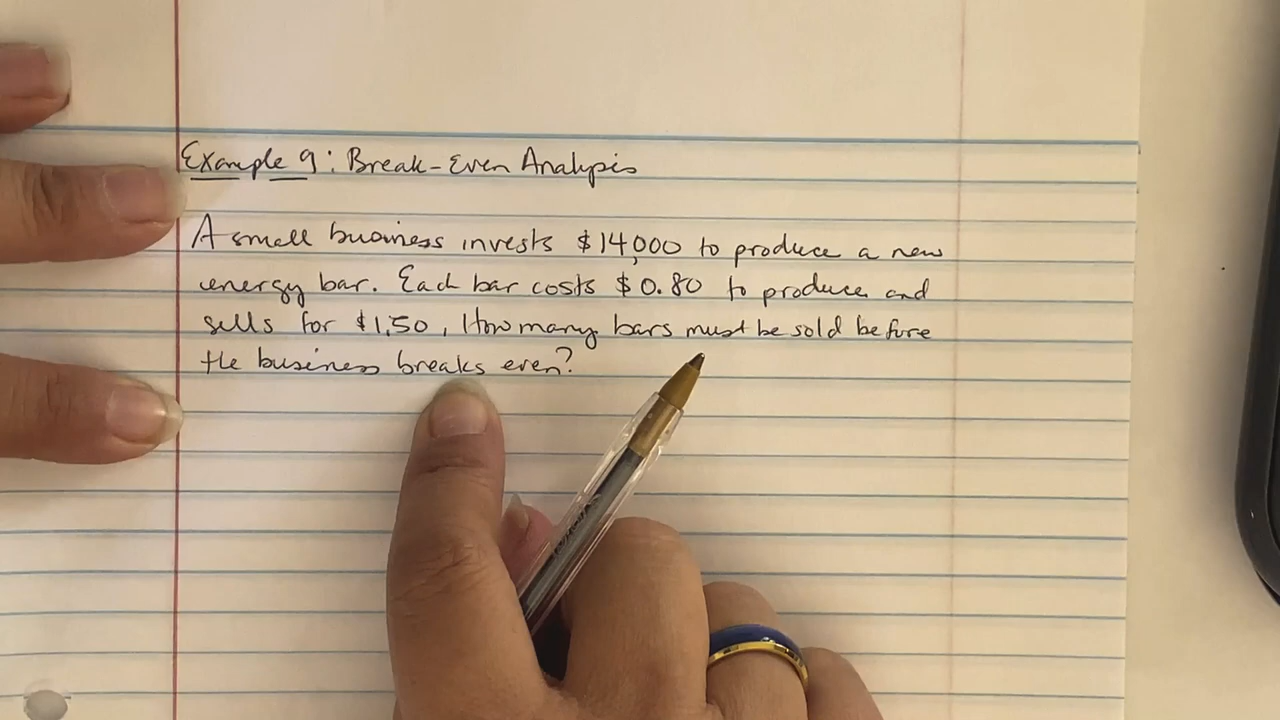 Example 9: Break-Even Analysis
A small business invests $14,000 to produce a new
energy bar. Each bar costs $0.80 to produce and
sells for $1.50. How many bars must be sold before
the business breaks even?